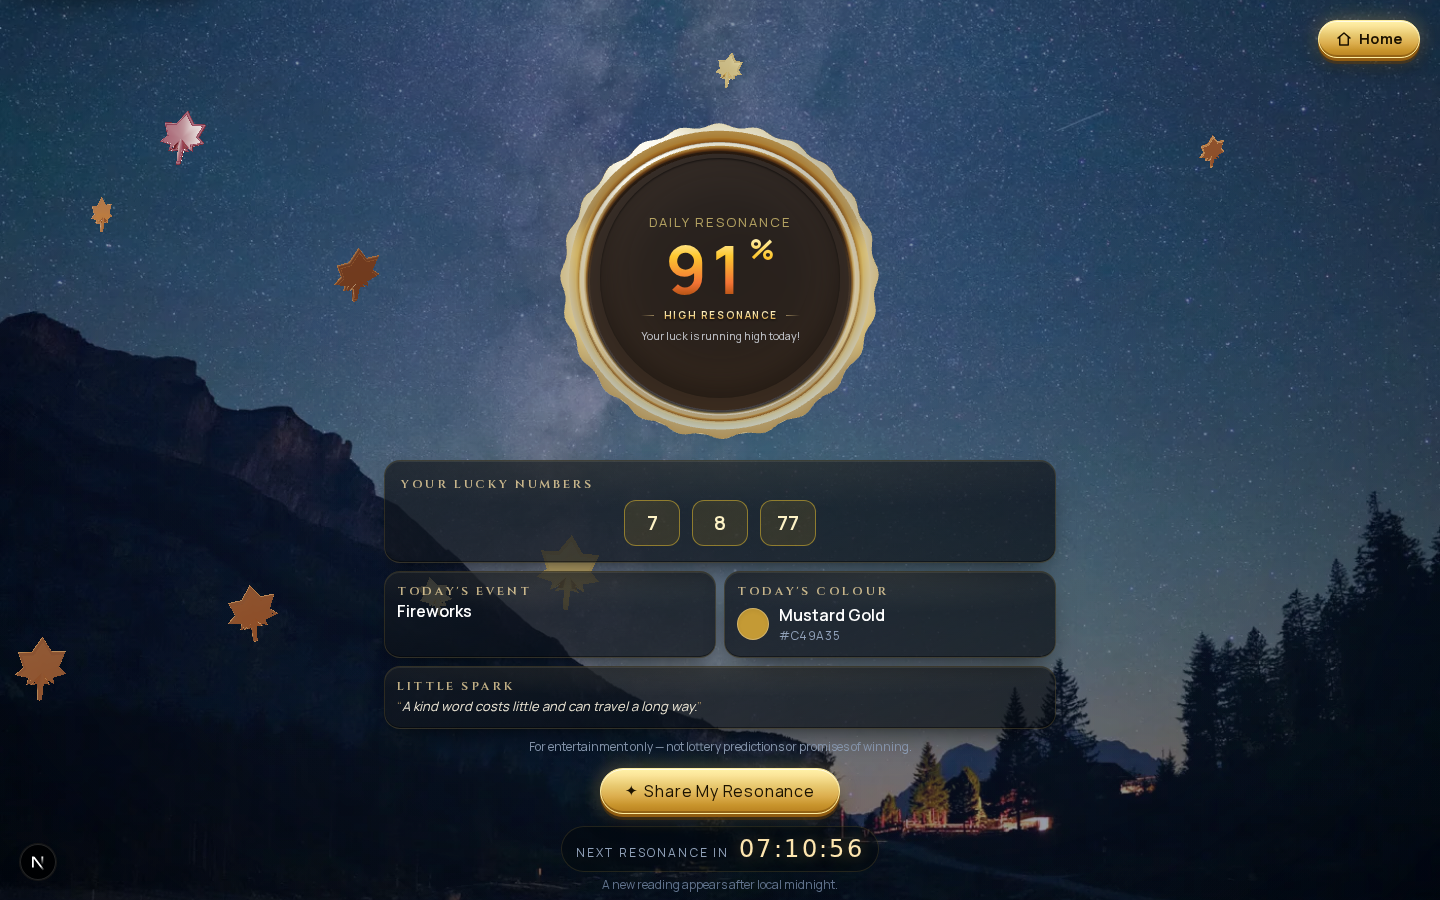 Home
DAILY RESONANCE
91%
HIGH RESONANCE
Your luck is running high today!
YOUR LUCKY NUMBERS
7 8 77
TODAY'S EVENT
Fireworks
TODAY'S COLOUR
Mustard Gold
#C49A35
LITTLE SPARK
"A kind word costs little and can travel a long way."
For entertainment only — not lottery predictions or promises of winning.
✦ Share My Resonance
NEXT RESONANCE IN 07:10:56
A new reading appears after local midnight.
N